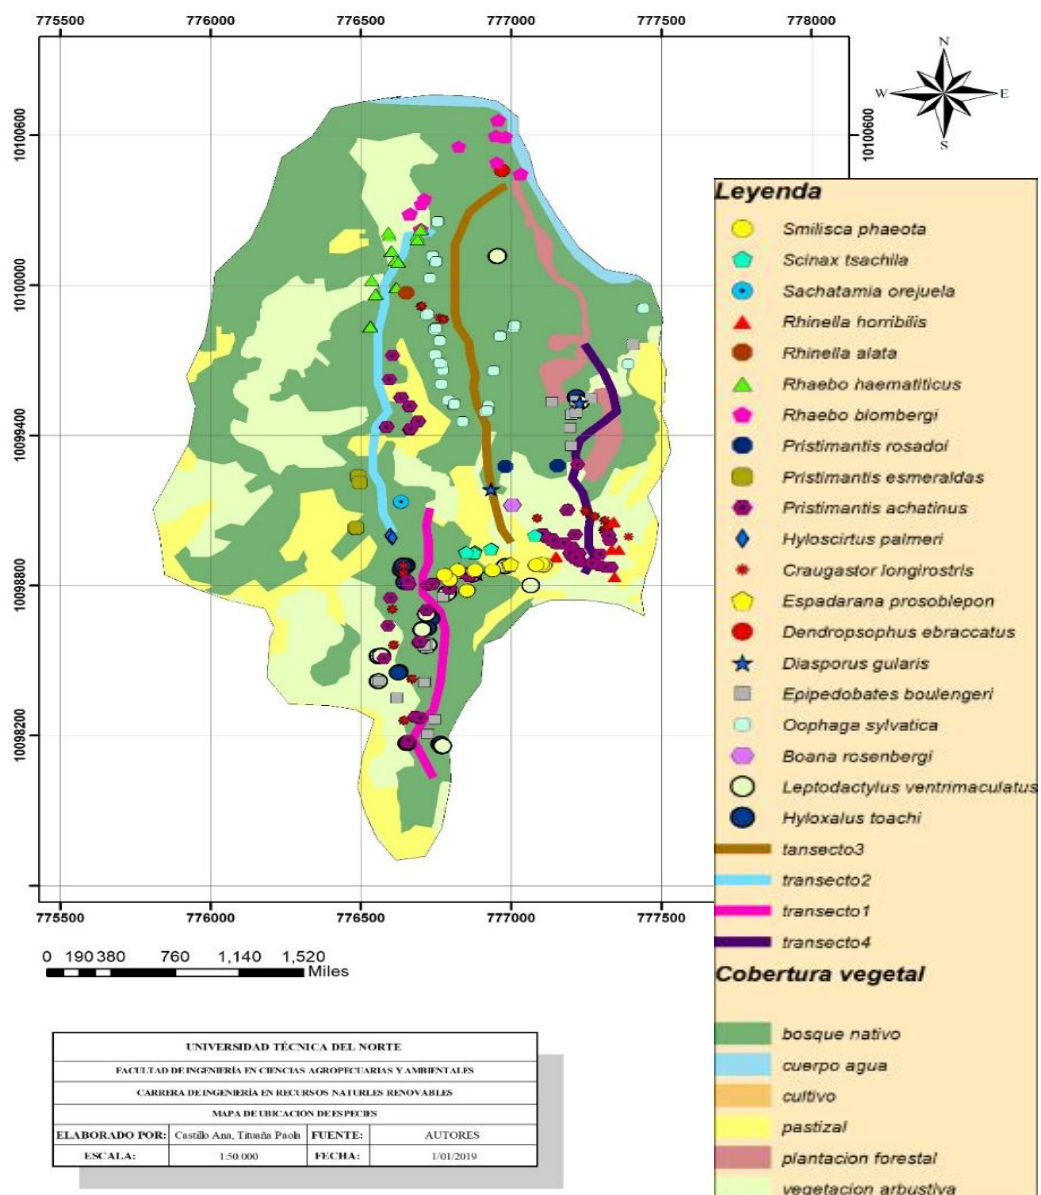 775500 776000 776500 777000 777500 778000
10100600 10100600
N
W E
S
10100000
10099400
10098800
10098200
775500 776000 776500 777000 777500
Leyenda
Smilisca phaeota
Scinax tsachila
Sachatamia orejuela
Rhinella horribilis
Rhinella alata
Rhaebo haematiticus
Rhaebo blombergi
Pristimantis rosadoi
Pristimantis esmeraldas
Pristimantis achatinus
Hyloscirtus palmeri
Craugastor longirostris
Espadarana prosoblepon
Dendropsophus ebraccatus
Diasporus gularis
Epipedobates boulengeri
Oophaga sylvatica
Boana rosenbergi
Leptodactylus ventrimaculatus
Hyloxalus toachi
tansecto3
transecto2
transecto1
transecto4
Cobertura vegetal
bosque nativo
cuerpo agua
cultivo
pastizal
plantacion forestal
vegetacion arbustiva
0 190 380 760 1,140 1,520
Miles
UNIVERSIDAD TÉCNICA DEL NORTE
FACULTAD DE INGENIERÍA EN CIENCIAS AGROPECUARIAS Y AMBIENTALES
CARRERA DE INGENIERÍA EN RECURSOS NATURLES RENOVABLES
MAPA DE UBICACIÓN DE ESPECIES
ELABORADO POR: Castillo Ana, Tituaña Paola FUENTE: AUTORES
ESCALA: 1:50.000 FECHA: 1/01/2019